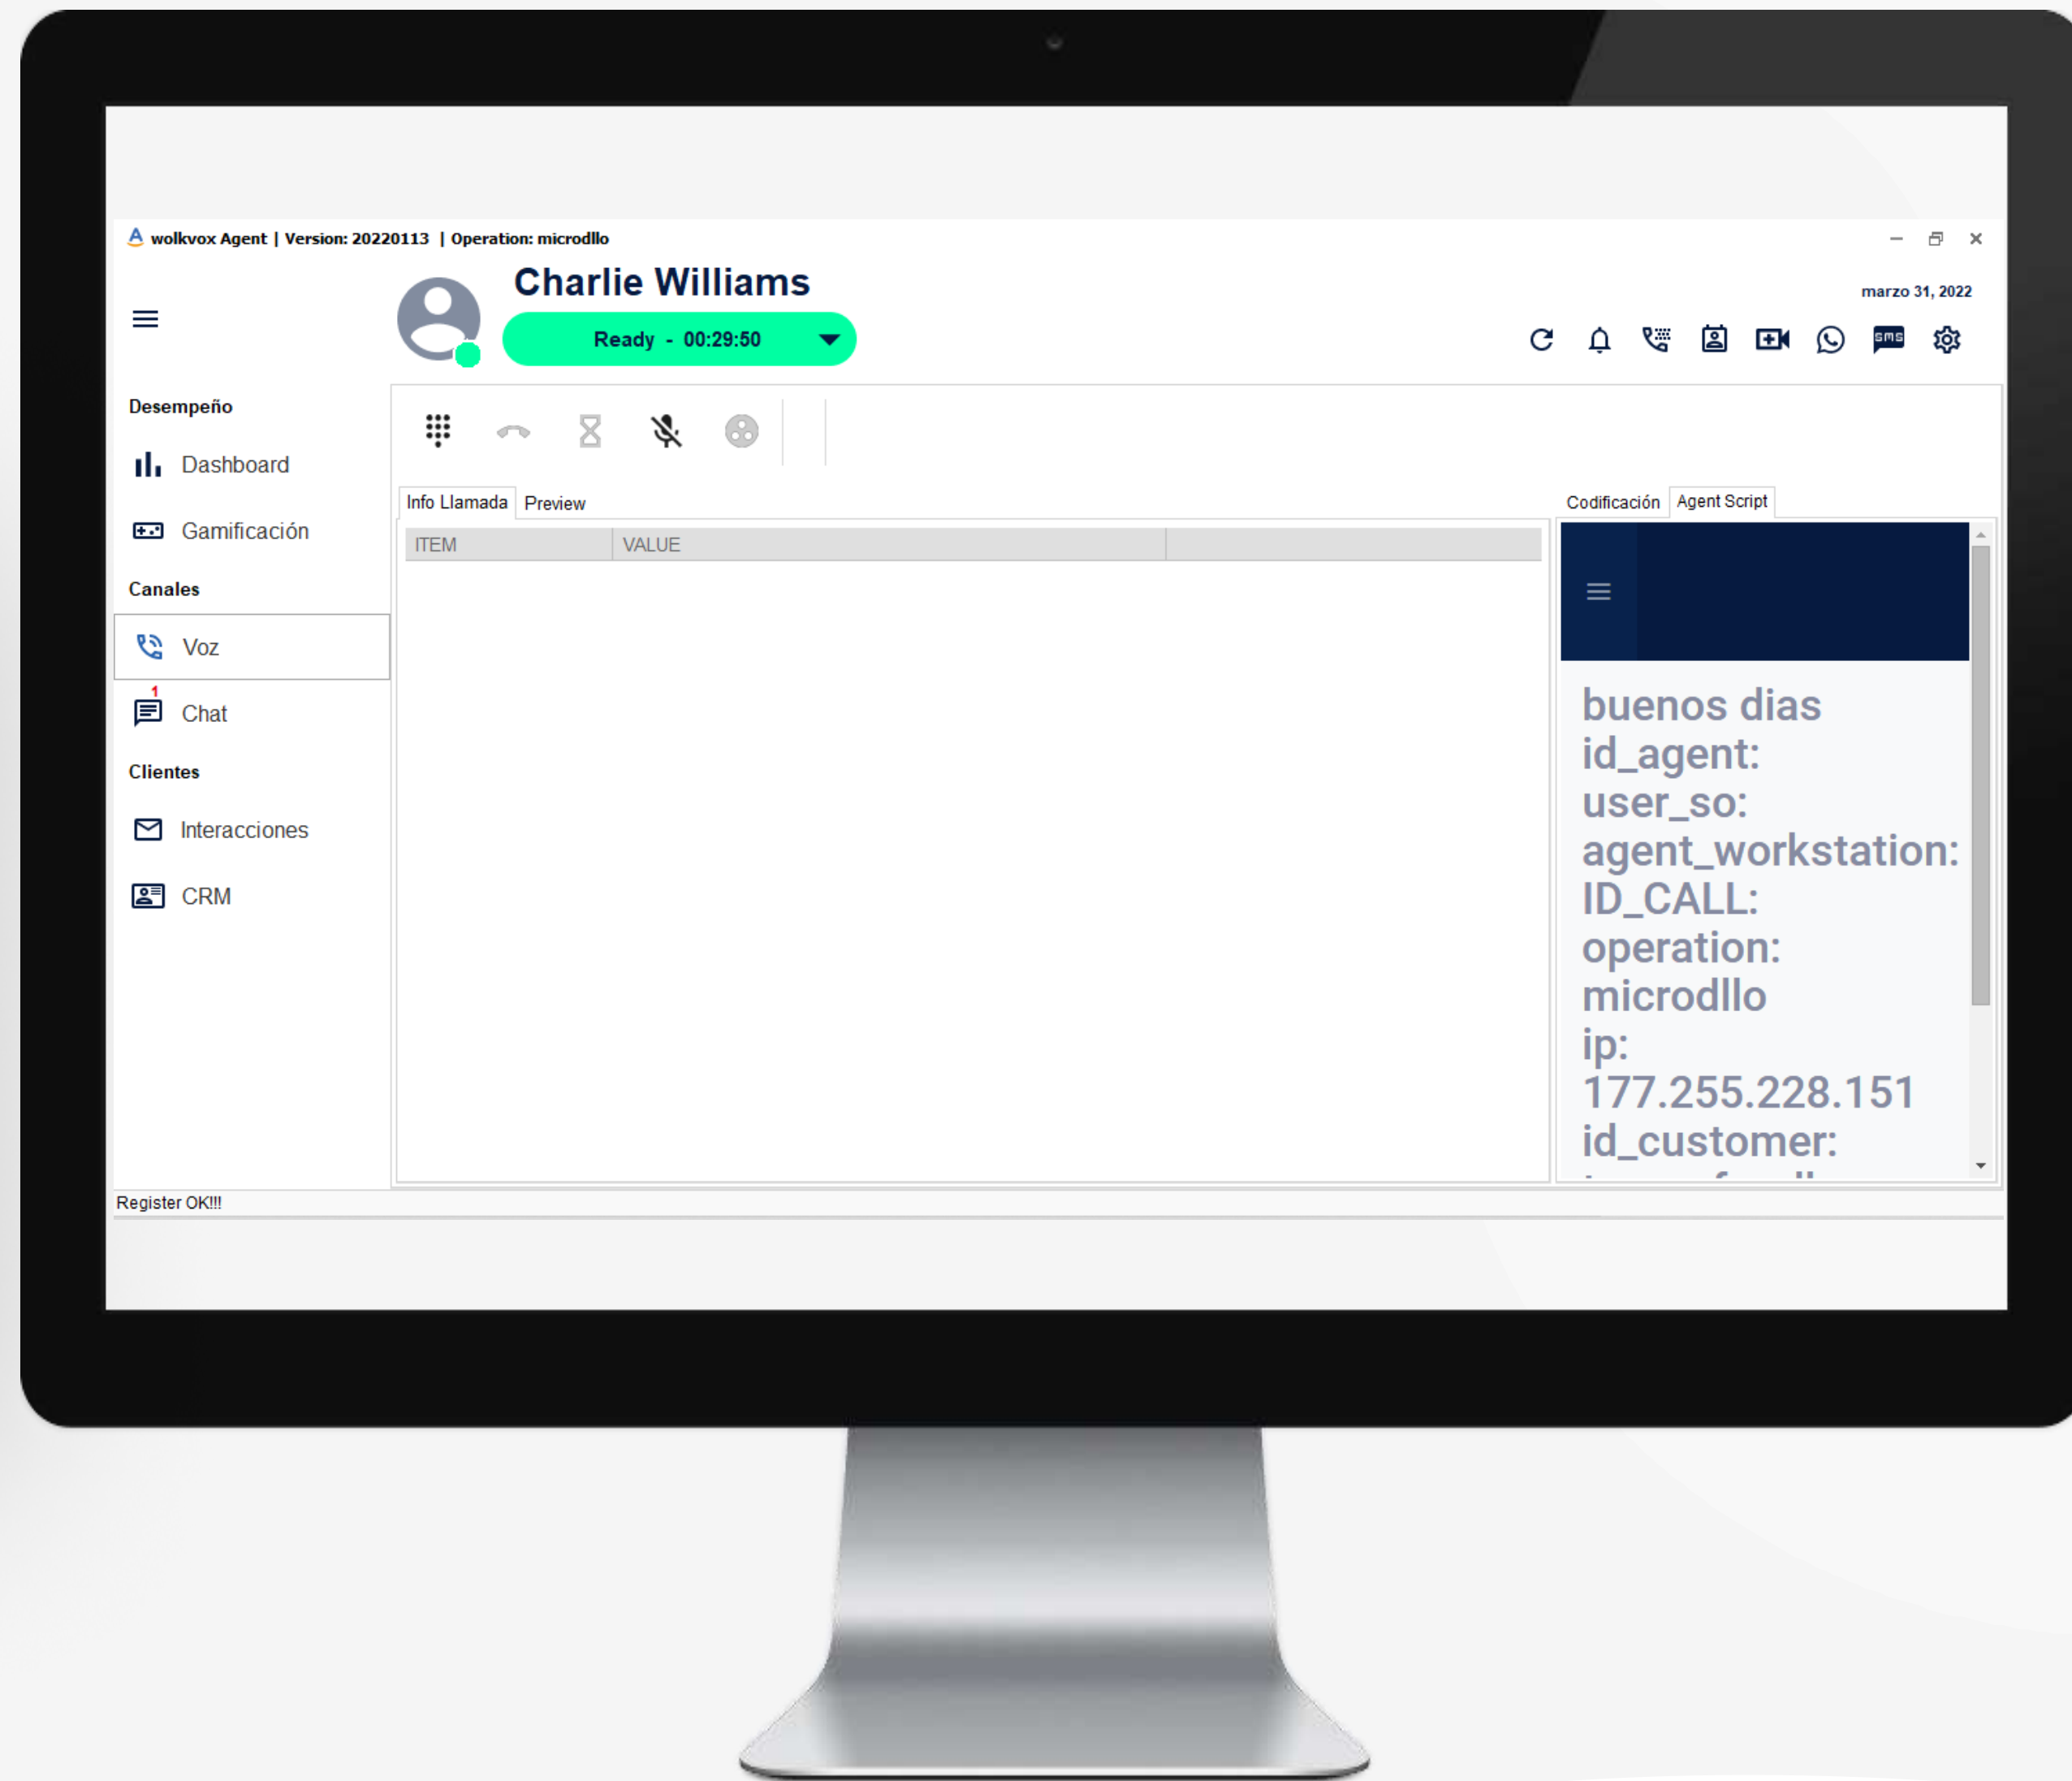 wolkvox Agent | Version: 20220113 | Operation: microdllo
Charlie Williams
marzo 31, 2022
Ready - 00:29:50
SMS
Desempeño
Dashboard
Gamificación
Canales
Voz
1
Chat
Clientes
Interacciones
CRM
Info Llamada Preview
ITEM VALUE
Codificación Agent Script
buenos dias
id_agent:
user_so:
agent_workstation:
ID_CALL:
operation:
microdllo
ip:
177.255.228.151
id_customer:
Register OK!!!